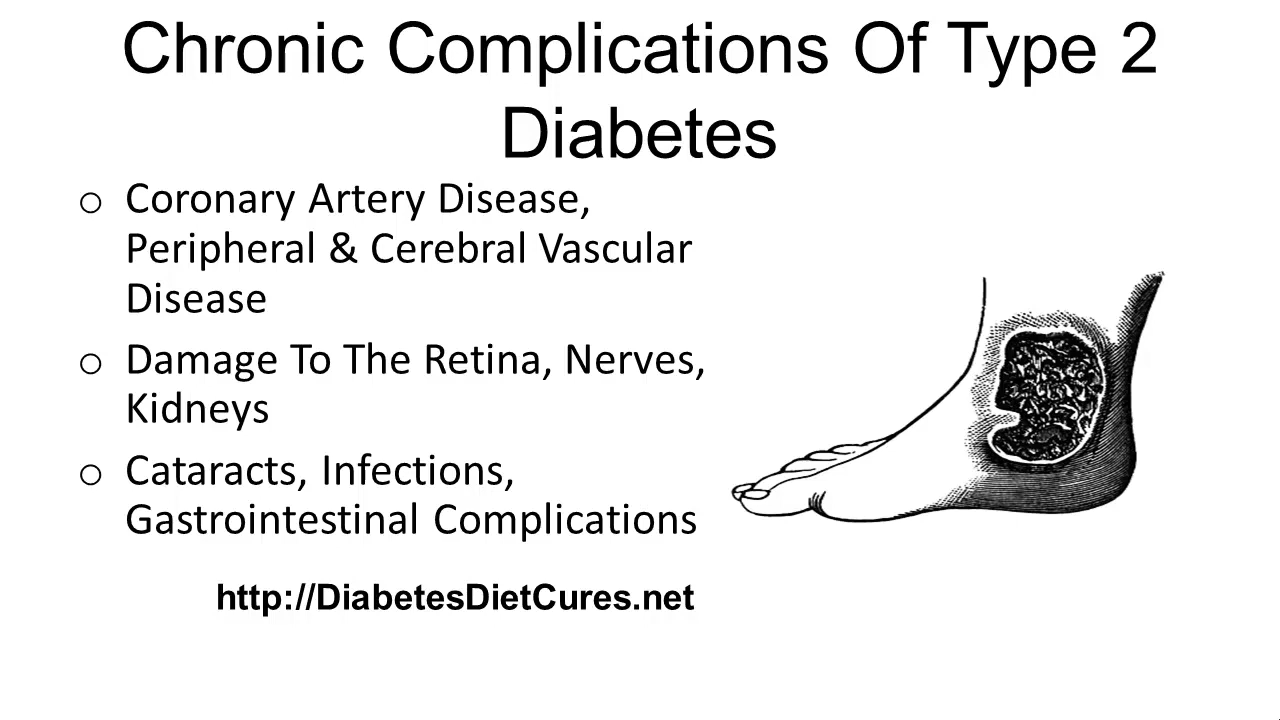 Chronic Complications Of Type 2
Diabetes
o Coronary Artery Disease,
Peripheral & Cerebral Vascular
Disease
o Damage To The Retina, Nerves,
Kidneys
o Cataracts, Infections,
Gastrointestinal Complications
http://DiabetesDietCures.net